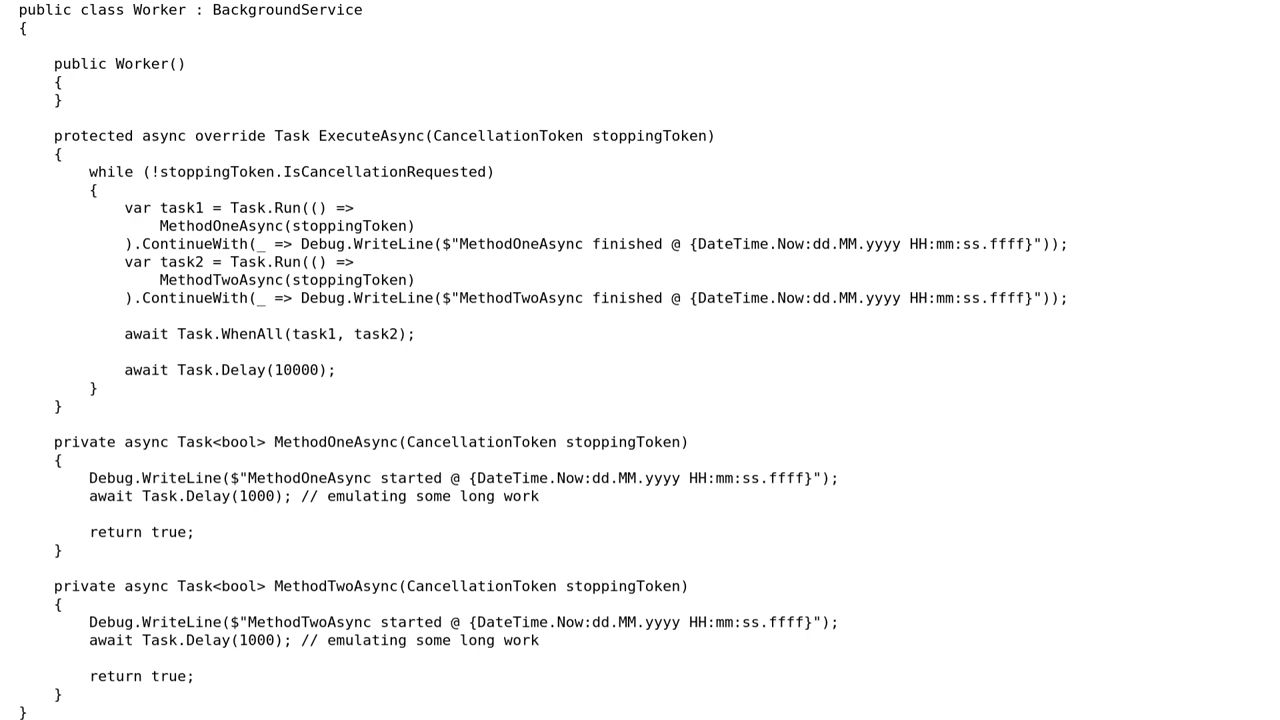 public class Worker : BackgroundService
{
    public Worker()
    {
    }
    protected async override Task ExecuteAsync(CancellationToken stoppingToken)
    {
        while (!stoppingToken.IsCancellationRequested)
        {
            var task1 = Task.Run(() =>
                MethodOneAsync(stoppingToken)
            ).ContinueWith(_ => Debug.WriteLine($"MethodOneAsync finished @ {DateTime.Now:dd.MM.yyyy HH:mm:ss.ffff}"));
            var task2 = Task.Run(() =>
                MethodTwoAsync(stoppingToken)
            ).ContinueWith(_ => Debug.WriteLine($"MethodTwoAsync finished @ {DateTime.Now:dd.MM.yyyy HH:mm:ss.ffff}"));
            await Task.WhenAll(task1, task2);
            await Task.Delay(10000);
        }
    }
    private async Task<bool> MethodOneAsync(CancellationToken stoppingToken)
    {
        Debug.WriteLine($"MethodOneAsync started @ {DateTime.Now:dd.MM.yyyy HH:mm:ss.ffff}");
        await Task.Delay(1000); // emulating some long work
        return true;
    }
    private async Task<bool> MethodTwoAsync(CancellationToken stoppingToken)
    {
        Debug.WriteLine($"MethodTwoAsync started @ {DateTime.Now:dd.MM.yyyy HH:mm:ss.ffff}");
        await Task.Delay(1000); // emulating some long work
        return true;
    }
}